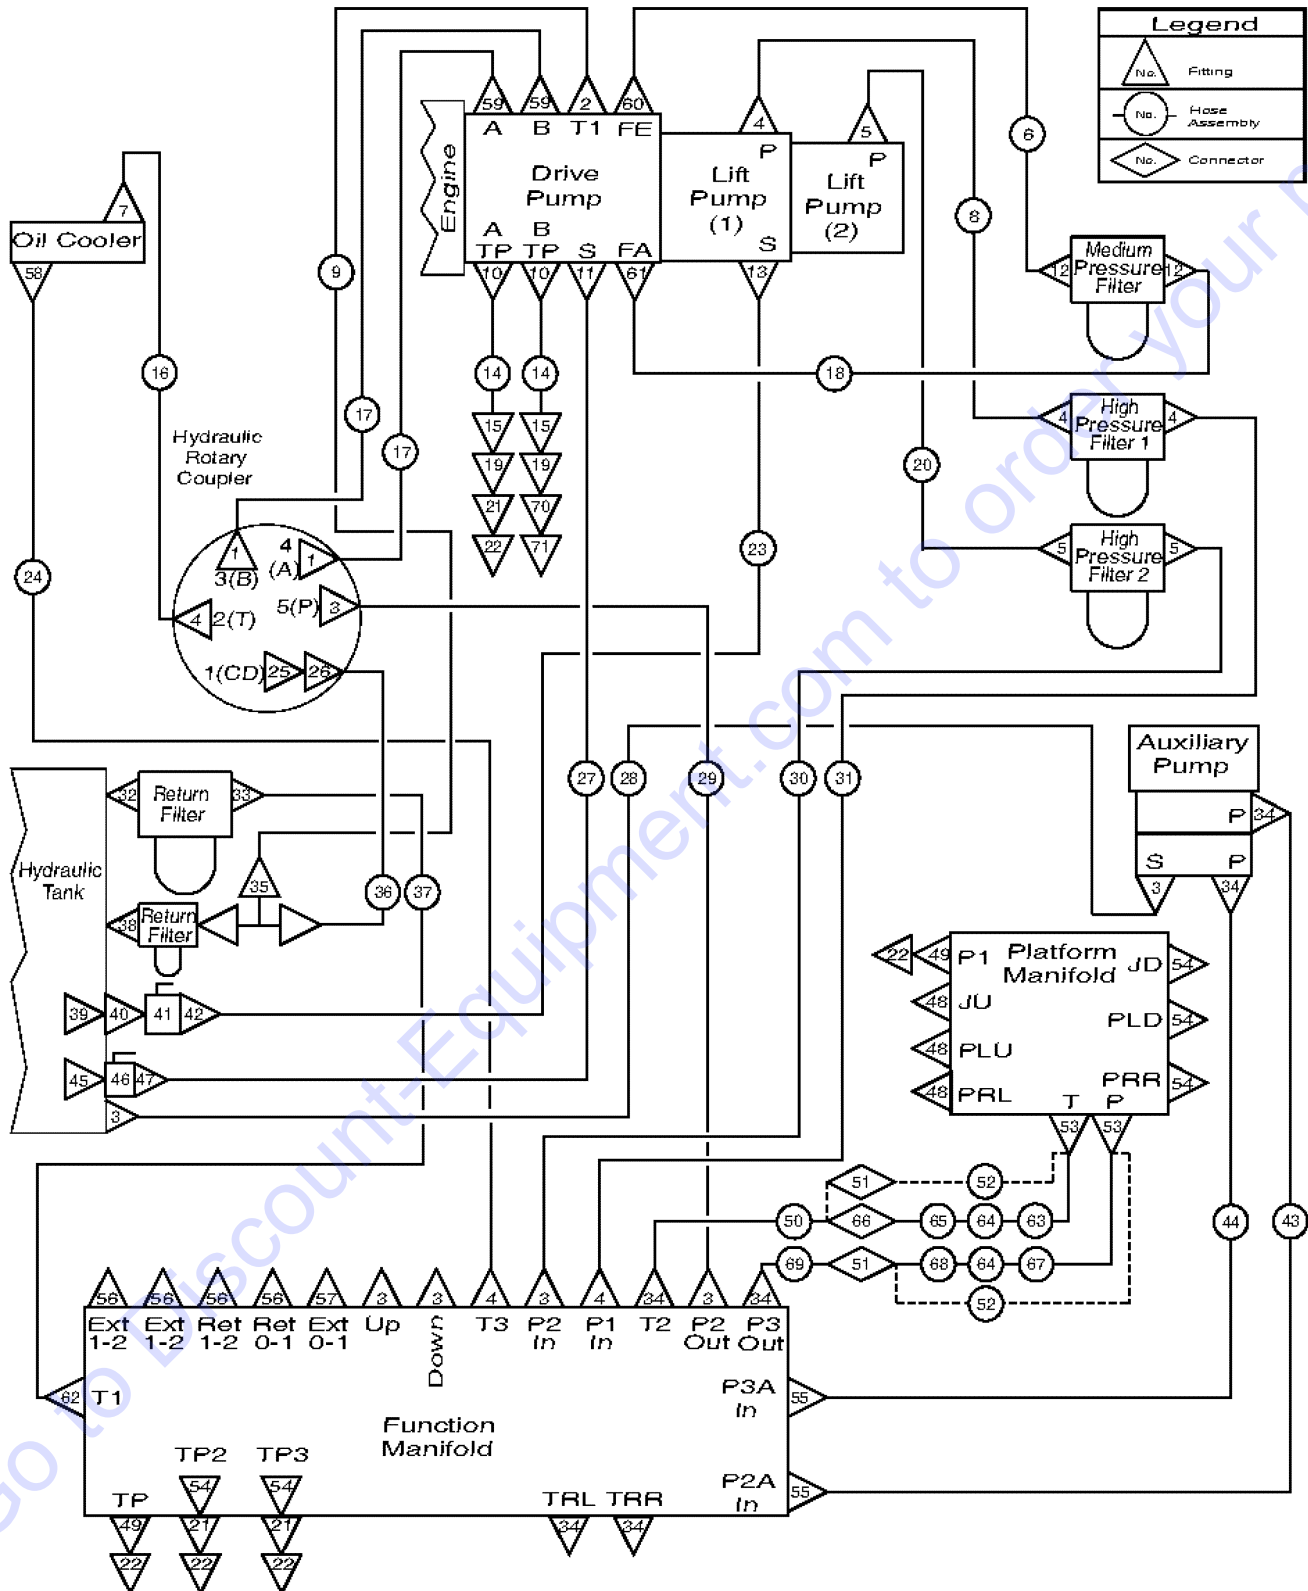 Legend
No. Fitting
No. Hose
Assembly
No. Connector
59 59 2 60
A B T1 FE
Engine
Drive
Pump
A B
TP TP S FA
10 10 11 61
4
P
Lift
Pump
(1)
S
13
5
P
Lift
Pump
(2)
6
8
9
7
Oil Cooler
58
12 Medium 12
Pressure
Filter
16
14 14
18
17
17
4 High 4
Pressure
Filter 1
15 15
19 19
21 70
22 71
20
Hydraulic
Rotary
Coupler
23
5 High 5
Pressure
Filter 2
24
1
3(B)
4
(A)
1
5(P) 3
4 2(T)
1(CD) 25 26
27 28 29 30 31
Auxiliary
Pump
P 34
S P
3 34
Hydraulic
Tank
32 Return 33
Filter
35
36 37
38 Return
Filter
39 40 41 42
45 46 47
3
Platform
Manifold
22 49 P1
JD 54
48 JU
PLD 54
48 PLU
PRR 54
48 PRL
T P
53 53
51 52
50 66 65 64 63
69 51 68 64 67
52
44 43
56 56 56 56 57 3 3 4 3 4 34 3 34
Ext
1-2
Ext
1-2
Ret
1-2
Ret
0-1
Ext
0-1
Up
Down
T3
P2
In
P1
In
T2
P2
Out
P3
Out
62 T1
P3A
In
55
Function
Manifold
TP2 TP3
54 54
P2A
In
55
TP
TRL TRR
49 21 21 34 34
22 22 22
Go to Discount-Equipment.com to order your p